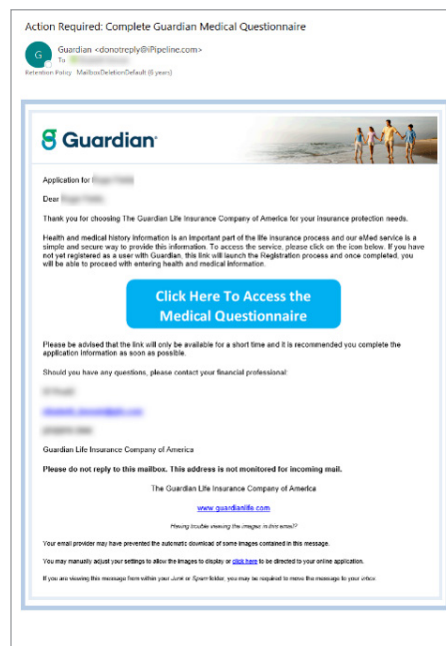 Action Required: Complete Guardian Medical Questionnaire
G
Guardian <donotreply@iPipeline.com>
To
Retention Policy MailboxDeletionDefault (6 years)
Guardian
Application for
Dear
Thank you for choosing The Guardian Life Insurance Company of America for your insurance protection needs.
Health and medical history information is an important part of the life insurance process and our eMed service is a
simple and secure way to provide this information. To access the service, please click on the icon below. If you have
not yet registered as a user with Guardian, this link will launch the Registration process and once completed, you
will be able to proceed with entering health and medical information.
Click Here To Access the
Medical Questionnaire
Please be advised that the link will only be available for a short time and it is recommended you complete the
application information as soon as possible.
Should you have any questions, please contact your financial professional:
Guardian Life Insurance Company of America
Please do not reply to this mailbox. This address is not monitored for incoming mail.
The Guardian Life Insurance Company of America
www.guardianlife.com
Having trouble viewing the images in this email?
Your email provider may have prevented the automatic download of some images contained in this message.
You may manually adjust your settings to allow the images to display or click here to be directed to your online application.
If you are viewing this message from within your Junk or Spam folder, you may be required to move the message to your inbox.